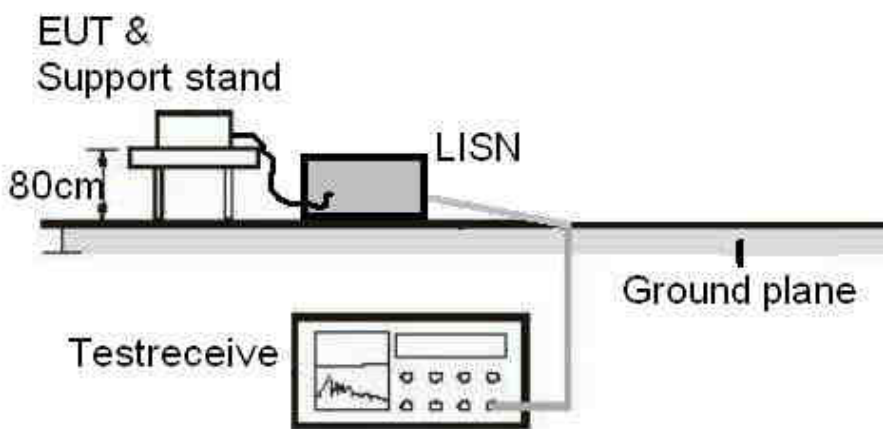 EUT &
Support stand
LISN
80cm
Ground plane
Testreceive